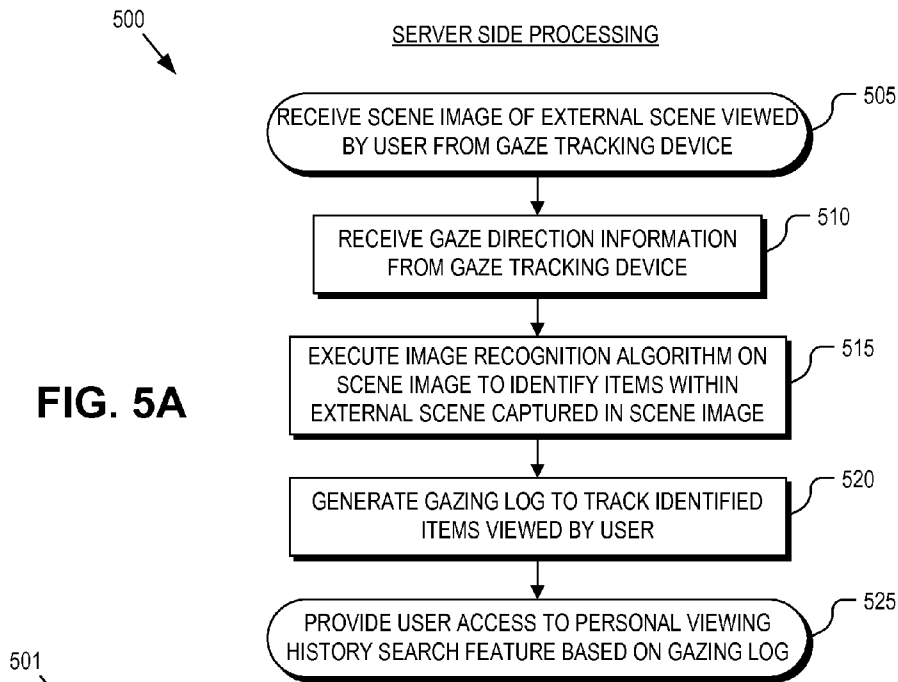 500
SERVER SIDE PROCESSING
RECEIVE SCENE IMAGE OF EXTERNAL SCENE VIEWED
BY USER FROM GAZE TRACKING DEVICE
505
RECEIVE GAZE DIRECTION INFORMATION
FROM GAZE TRACKING DEVICE
510
EXECUTE IMAGE RECOGNITION ALGORITHM ON
SCENE IMAGE TO IDENTIFY ITEMS WITHIN
EXTERNAL SCENE CAPTURED IN SCENE IMAGE
515
FIG. 5A
GENERATE GAZING LOG TO TRACK IDENTIFIED
ITEMS VIEWED BY USER
520
PROVIDE USER ACCESS TO PERSONAL VIEWING
HISTORY SEARCH FEATURE BASED ON GAZING LOG
525
501